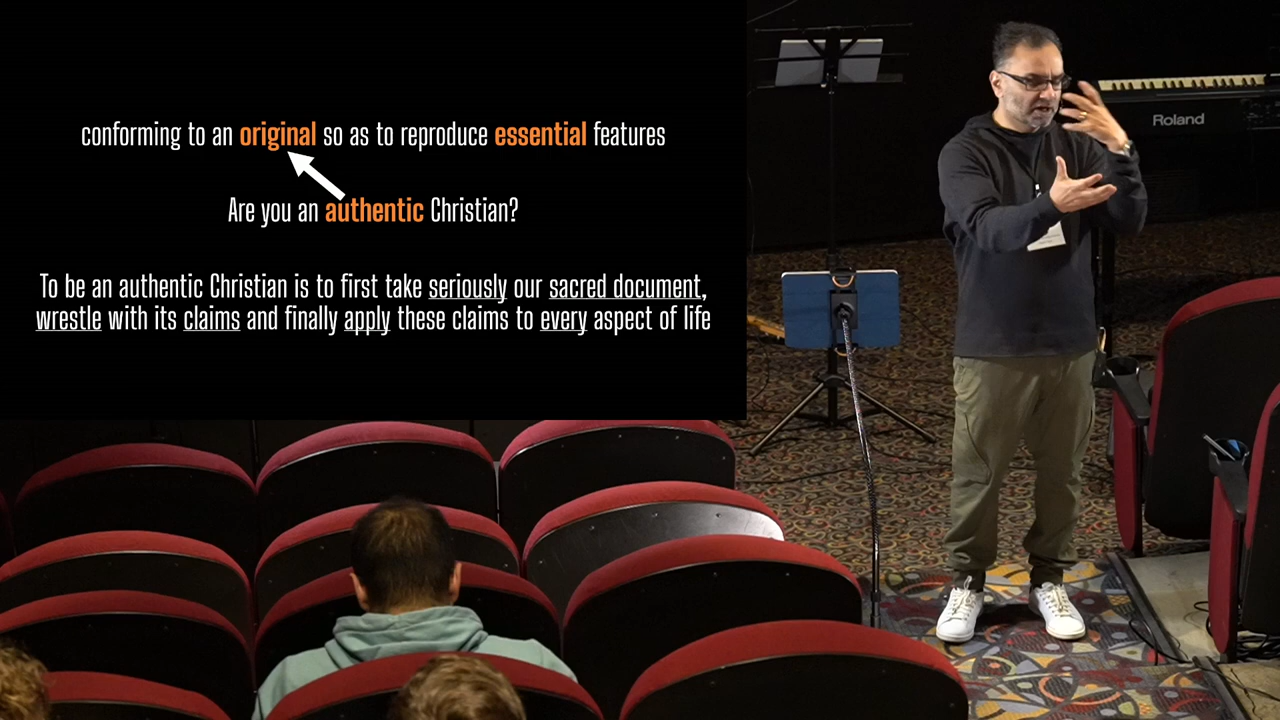 conforming to an original so as to reproduce essential features
Are you an authentic Christian?
To be an authentic Christian is to first take seriously our sacred document,
wrestle with its claims and finally apply these claims to every aspect of life
Roland